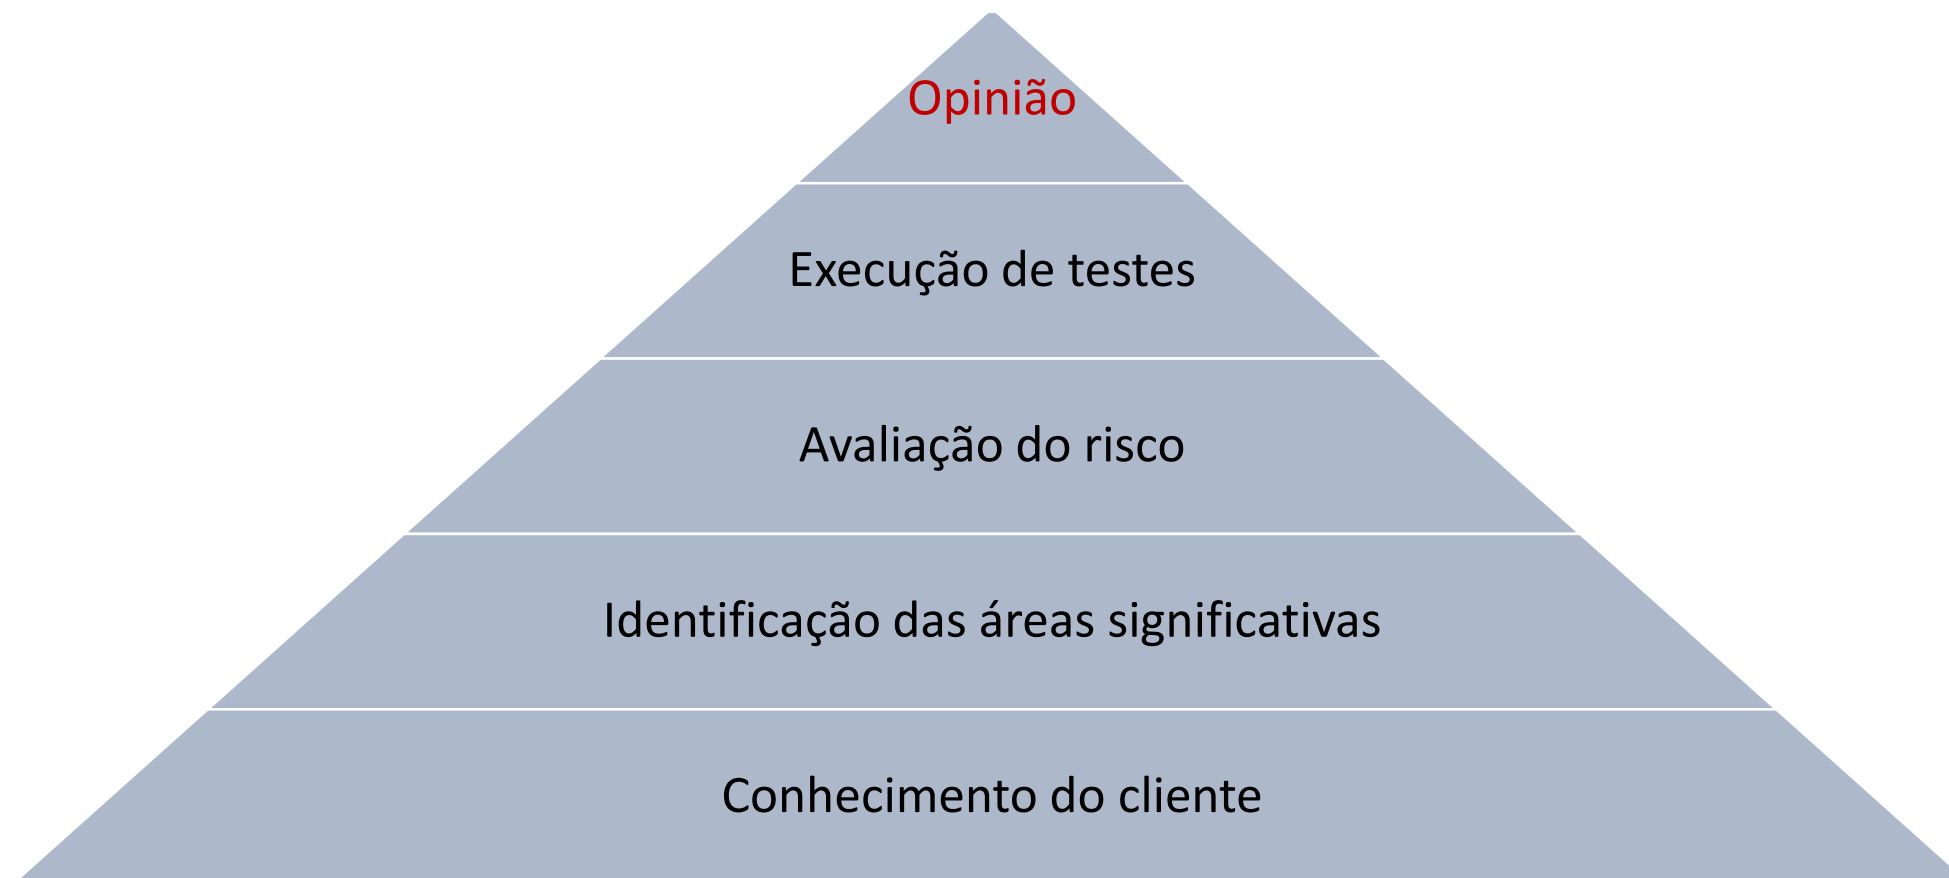 Opinião
Execução de testes
Avaliação do risco
Identificação das áreas significativas
Conhecimento do cliente